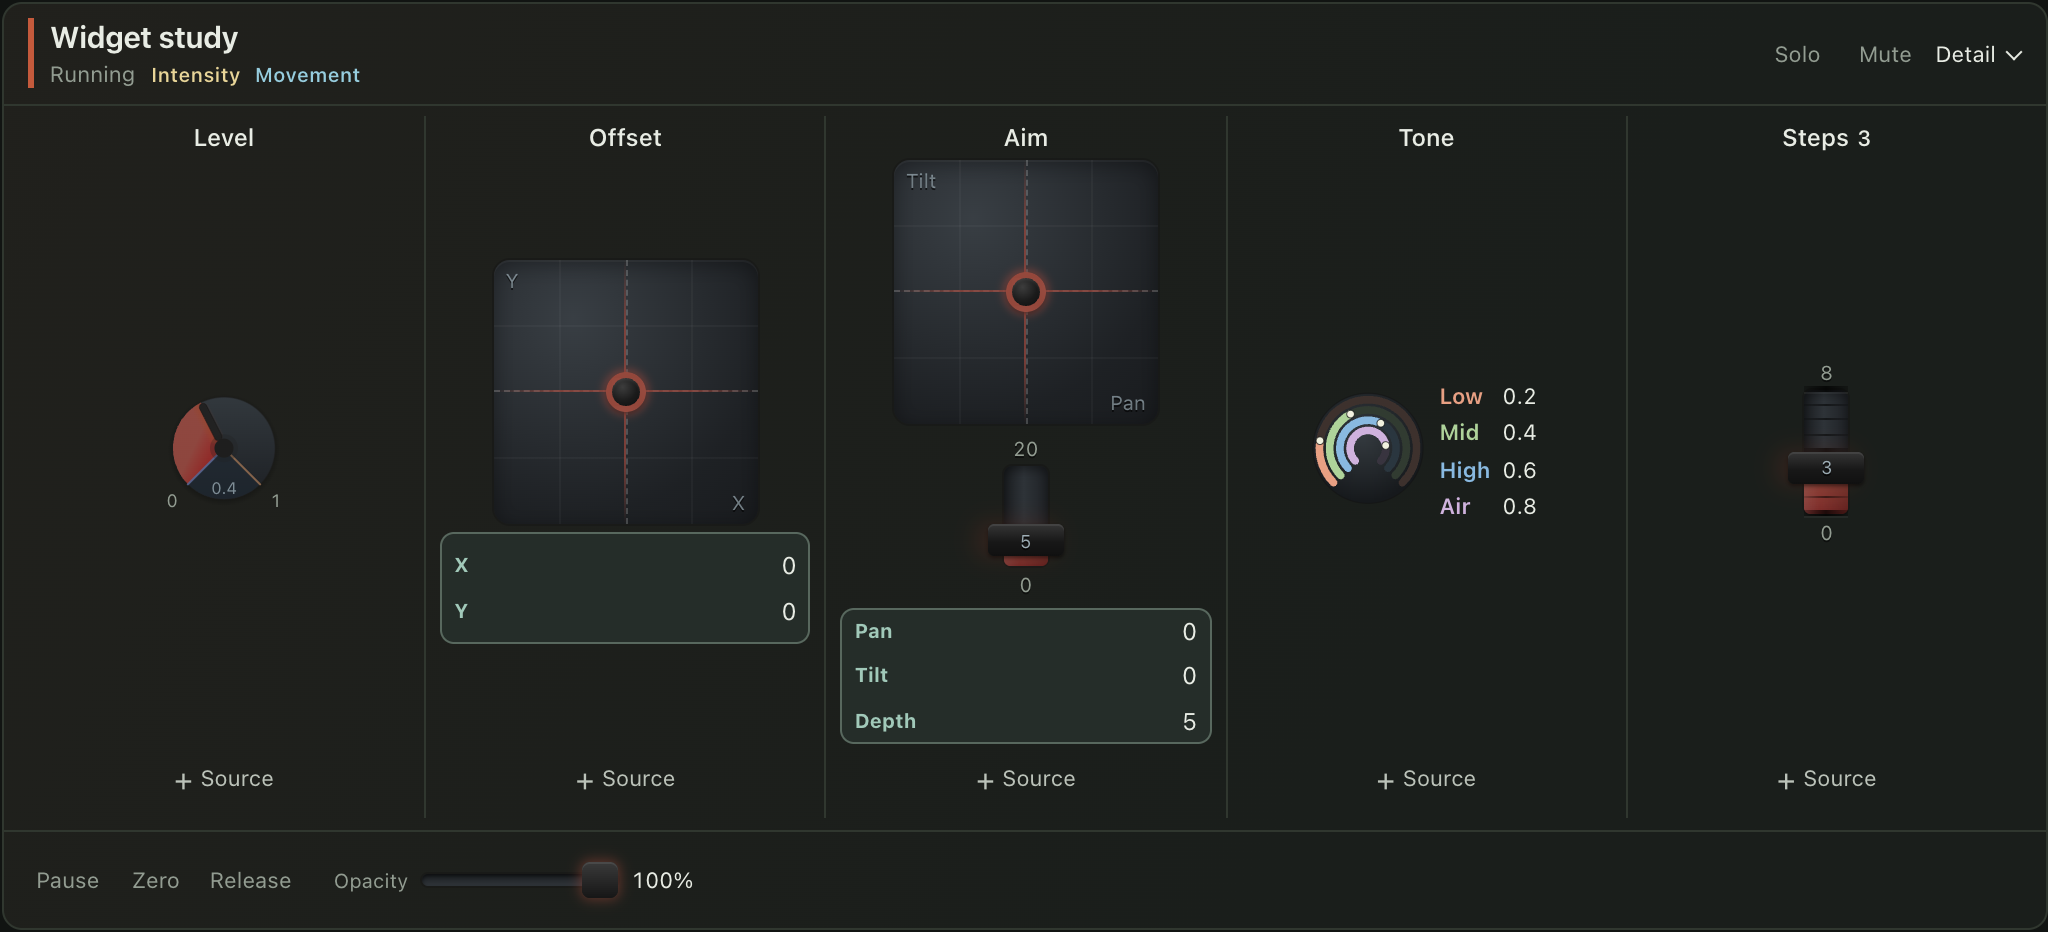 Widget study
Running Intensity Movement
Solo Mute Detail
Level
0.4
0 1
+ Source
Offset
Y
X
X 0
Y 0
+ Source
Aim
Tilt
Pan
20
5
0
Pan 0
Tilt 0
Depth 5
+ Source
Tone
Low 0.2
Mid 0.4
High 0.6
Air 0.8
+ Source
Steps 3
8
3
0
+ Source
Pause Zero Release Opacity 100%